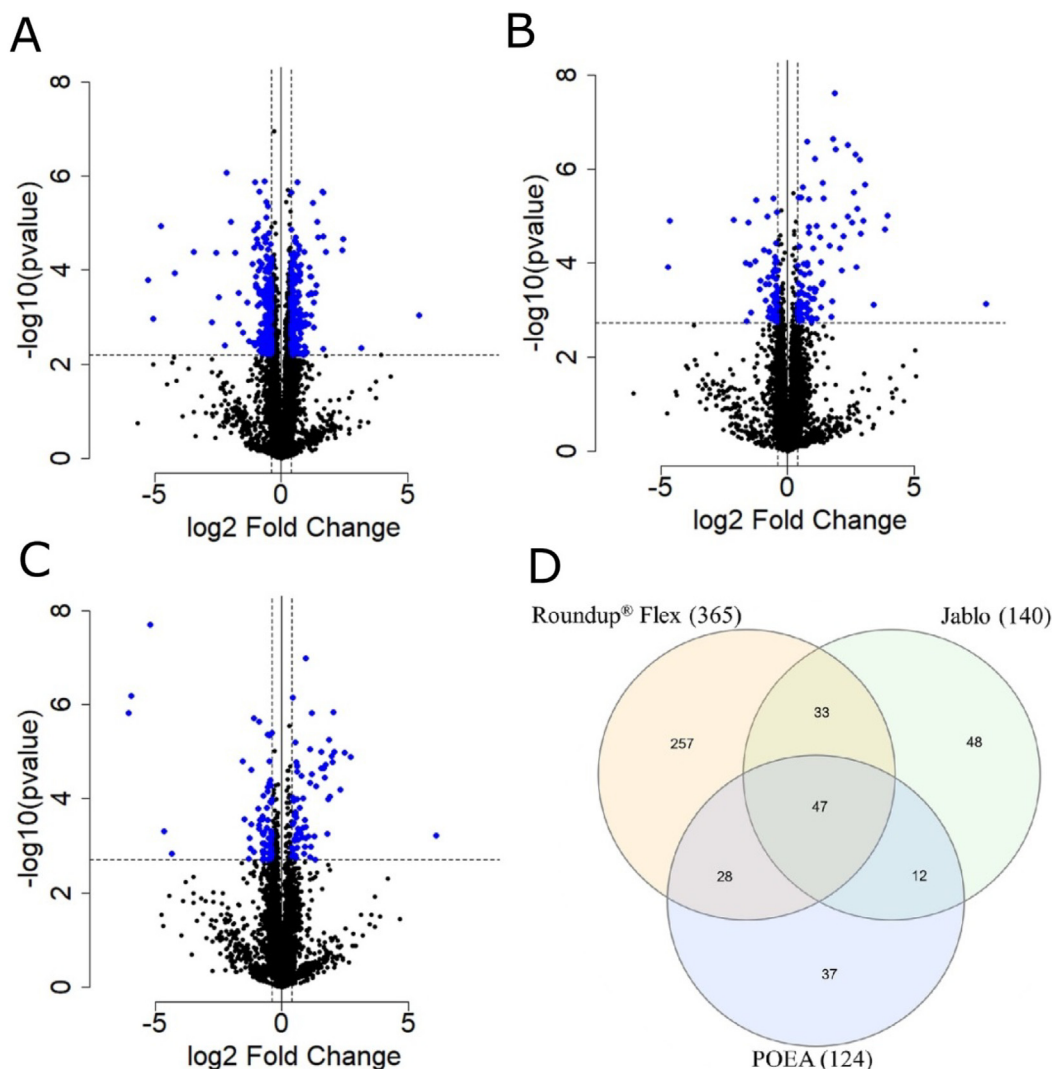 A
8
6
4
2
0
-log10(pvalue)
-5
0
5
log2 Fold Change
B
8
6
4
2
0
-log10(pvalue)
-5
0
5
log2 Fold Change
C
8
6
4
2
0
-log10(pvalue)
-5
0
5
log2 Fold Change
D
Roundup® Flex (365)
Jablo (140)
33
257
48
47
28
12
37
POEA (124)